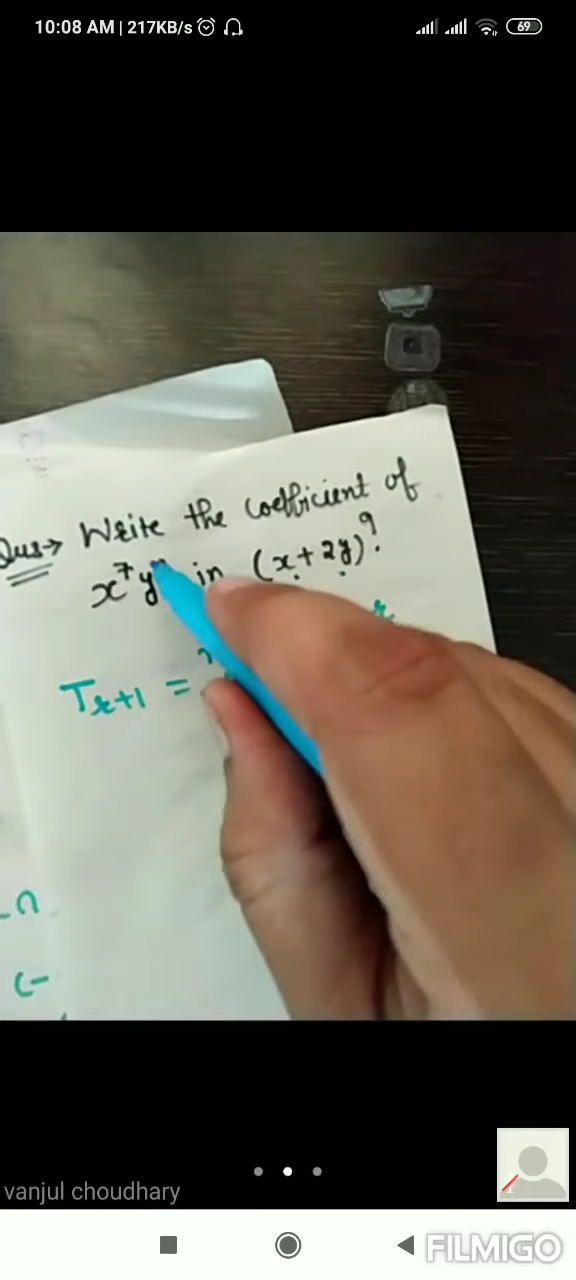 10:08 AM | 217KB/s
69
Ques→ Write the coefficient of
x⁷y in (x+2y)⁹?
Tr+1 =
vanjul choudhary
FILMIGO